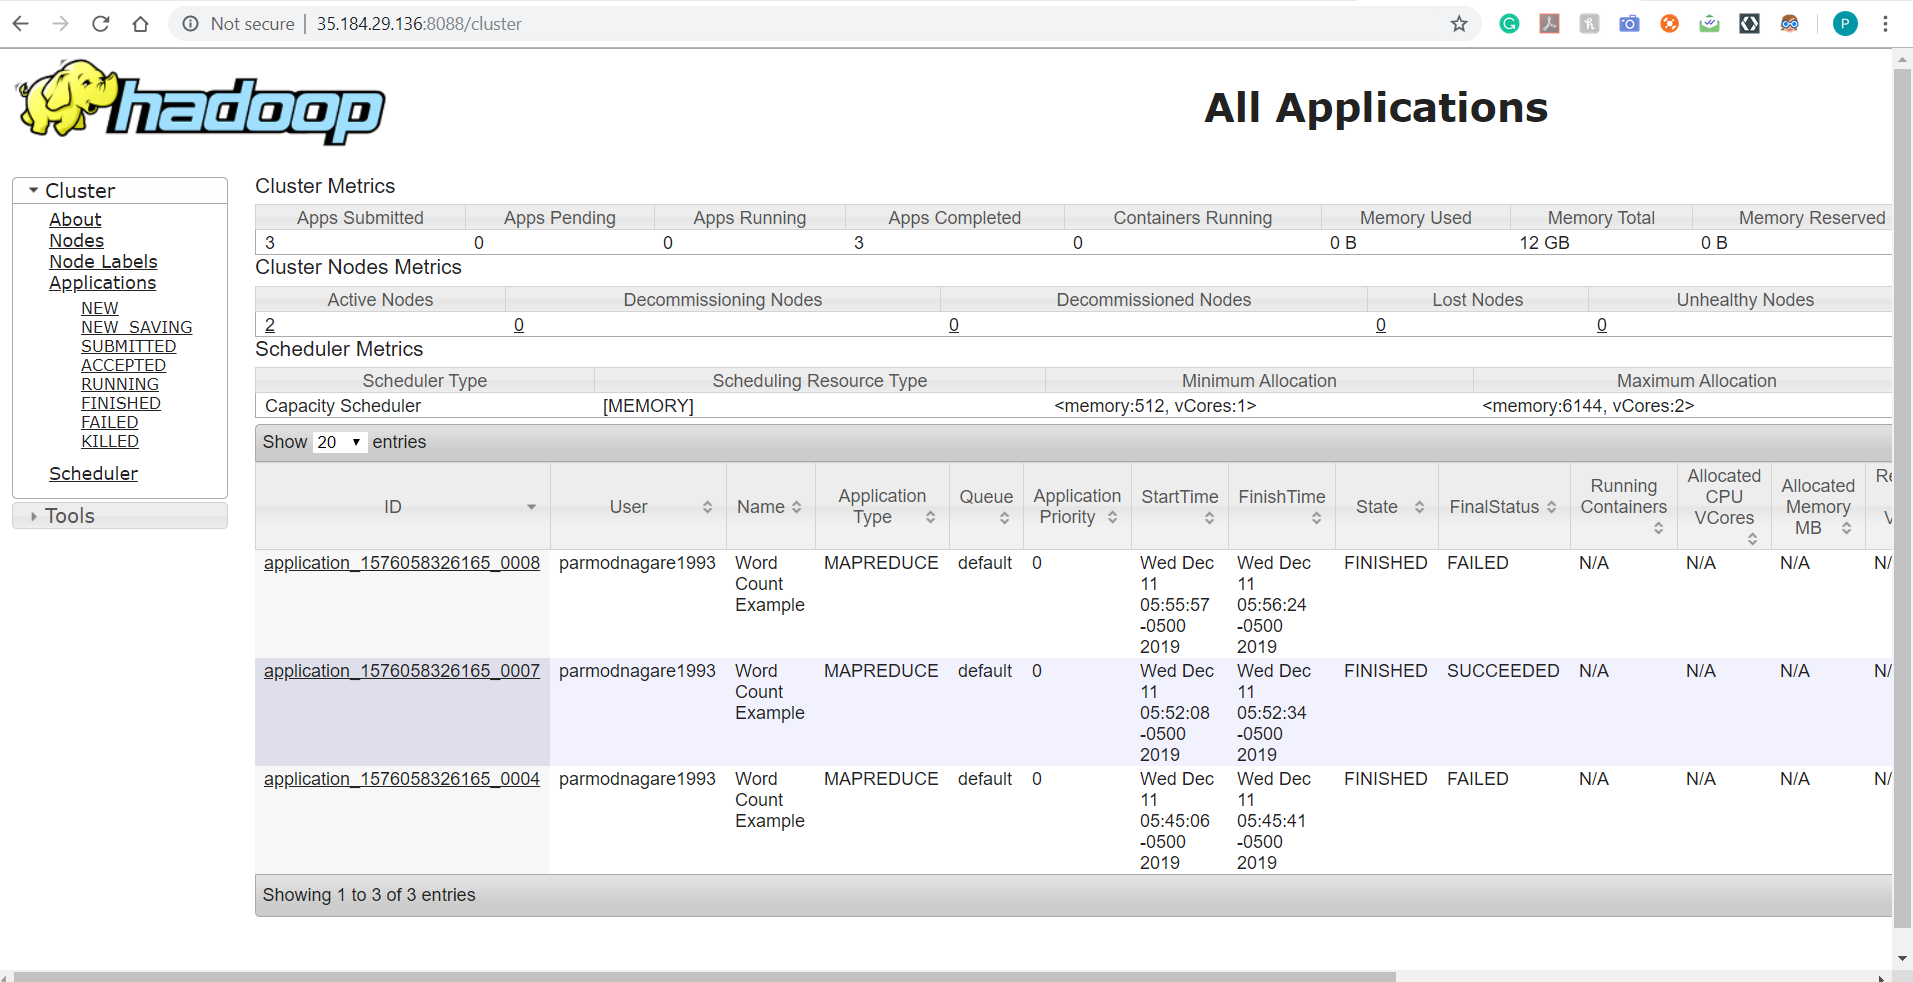 Not secure | 35.184.29.136:8088/cluster
P
hadoop
All Applications
Cluster
About
Nodes
Node Labels
Applications
NEW
NEW_SAVING
SUBMITTED
ACCEPTED
RUNNING
FINISHED
FAILED
KILLED
Scheduler
Tools
Cluster Metrics
Apps Submitted Apps Pending Apps Running Apps Completed Containers Running Memory Used Memory Total Memory Reserved
3 0 0 3 0 0 B 12 GB 0 B
Cluster Nodes Metrics
Active Nodes Decommissioning Nodes Decommissioned Nodes Lost Nodes Unhealthy Nodes
2 0 0 0 0
Scheduler Metrics
Scheduler Type Scheduling Resource Type Minimum Allocation Maximum Allocation
Capacity Scheduler [MEMORY] <memory:512, vCores:1> <memory:6144, vCores:2>
Show 20 entries
ID User Name Application Type Queue Application Priority StartTime FinishTime State FinalStatus Running Containers Allocated CPU VCores Allocated Memory MB Re V
application_1576058326165_0008 parmodnagare1993 Word Count Example MAPREDUCE default 0 Wed Dec 11 05:55:57 -0500 2019 Wed Dec 11 05:56:24 -0500 2019 FINISHED FAILED N/A N/A N/A N/
application_1576058326165_0007 parmodnagare1993 Word Count Example MAPREDUCE default 0 Wed Dec 11 05:52:08 -0500 2019 Wed Dec 11 05:52:34 -0500 2019 FINISHED SUCCEEDED N/A N/A N/A N/
application_1576058326165_0004 parmodnagare1993 Word Count Example MAPREDUCE default 0 Wed Dec 11 05:45:06 -0500 2019 Wed Dec 11 05:45:41 -0500 2019 FINISHED FAILED N/A N/A N/A N/
Showing 1 to 3 of 3 entries